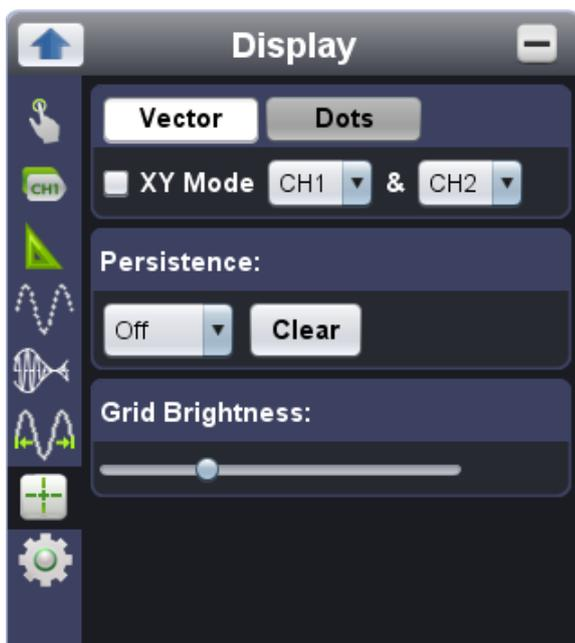 Display
CH1
Vector Dots
XY Mode CH1 & CH2
Persistence:
Off Clear
Grid Brightness: